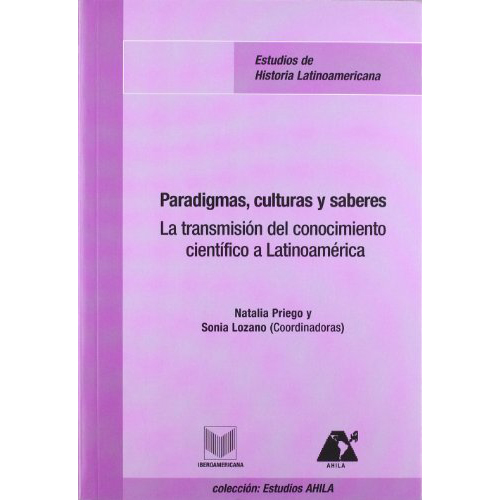 Estudios de
Historia Latinoamericana
Paradigmas, culturas y saberes
La transmisión del conocimiento
científico a Latinoamérica
Natalia Priego y
Sonia Lozano (Coordinadoras)
IBEROAMERICANA
AHILA
colección: Estudios AHILA